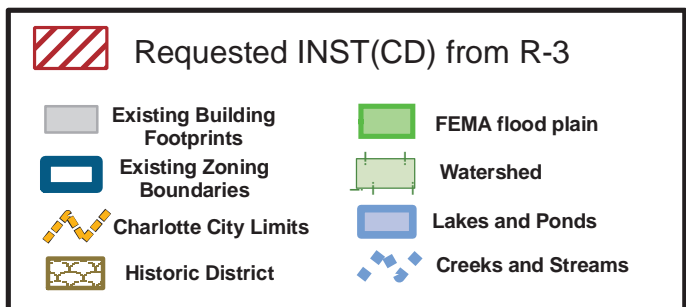 Requested INST(CD) from R-3
Existing Building
Footprints
Existing Zoning
Boundaries
Charlotte City Limits
Historic District
FEMA flood plain
Watershed
Lakes and Ponds
Creeks and Streams